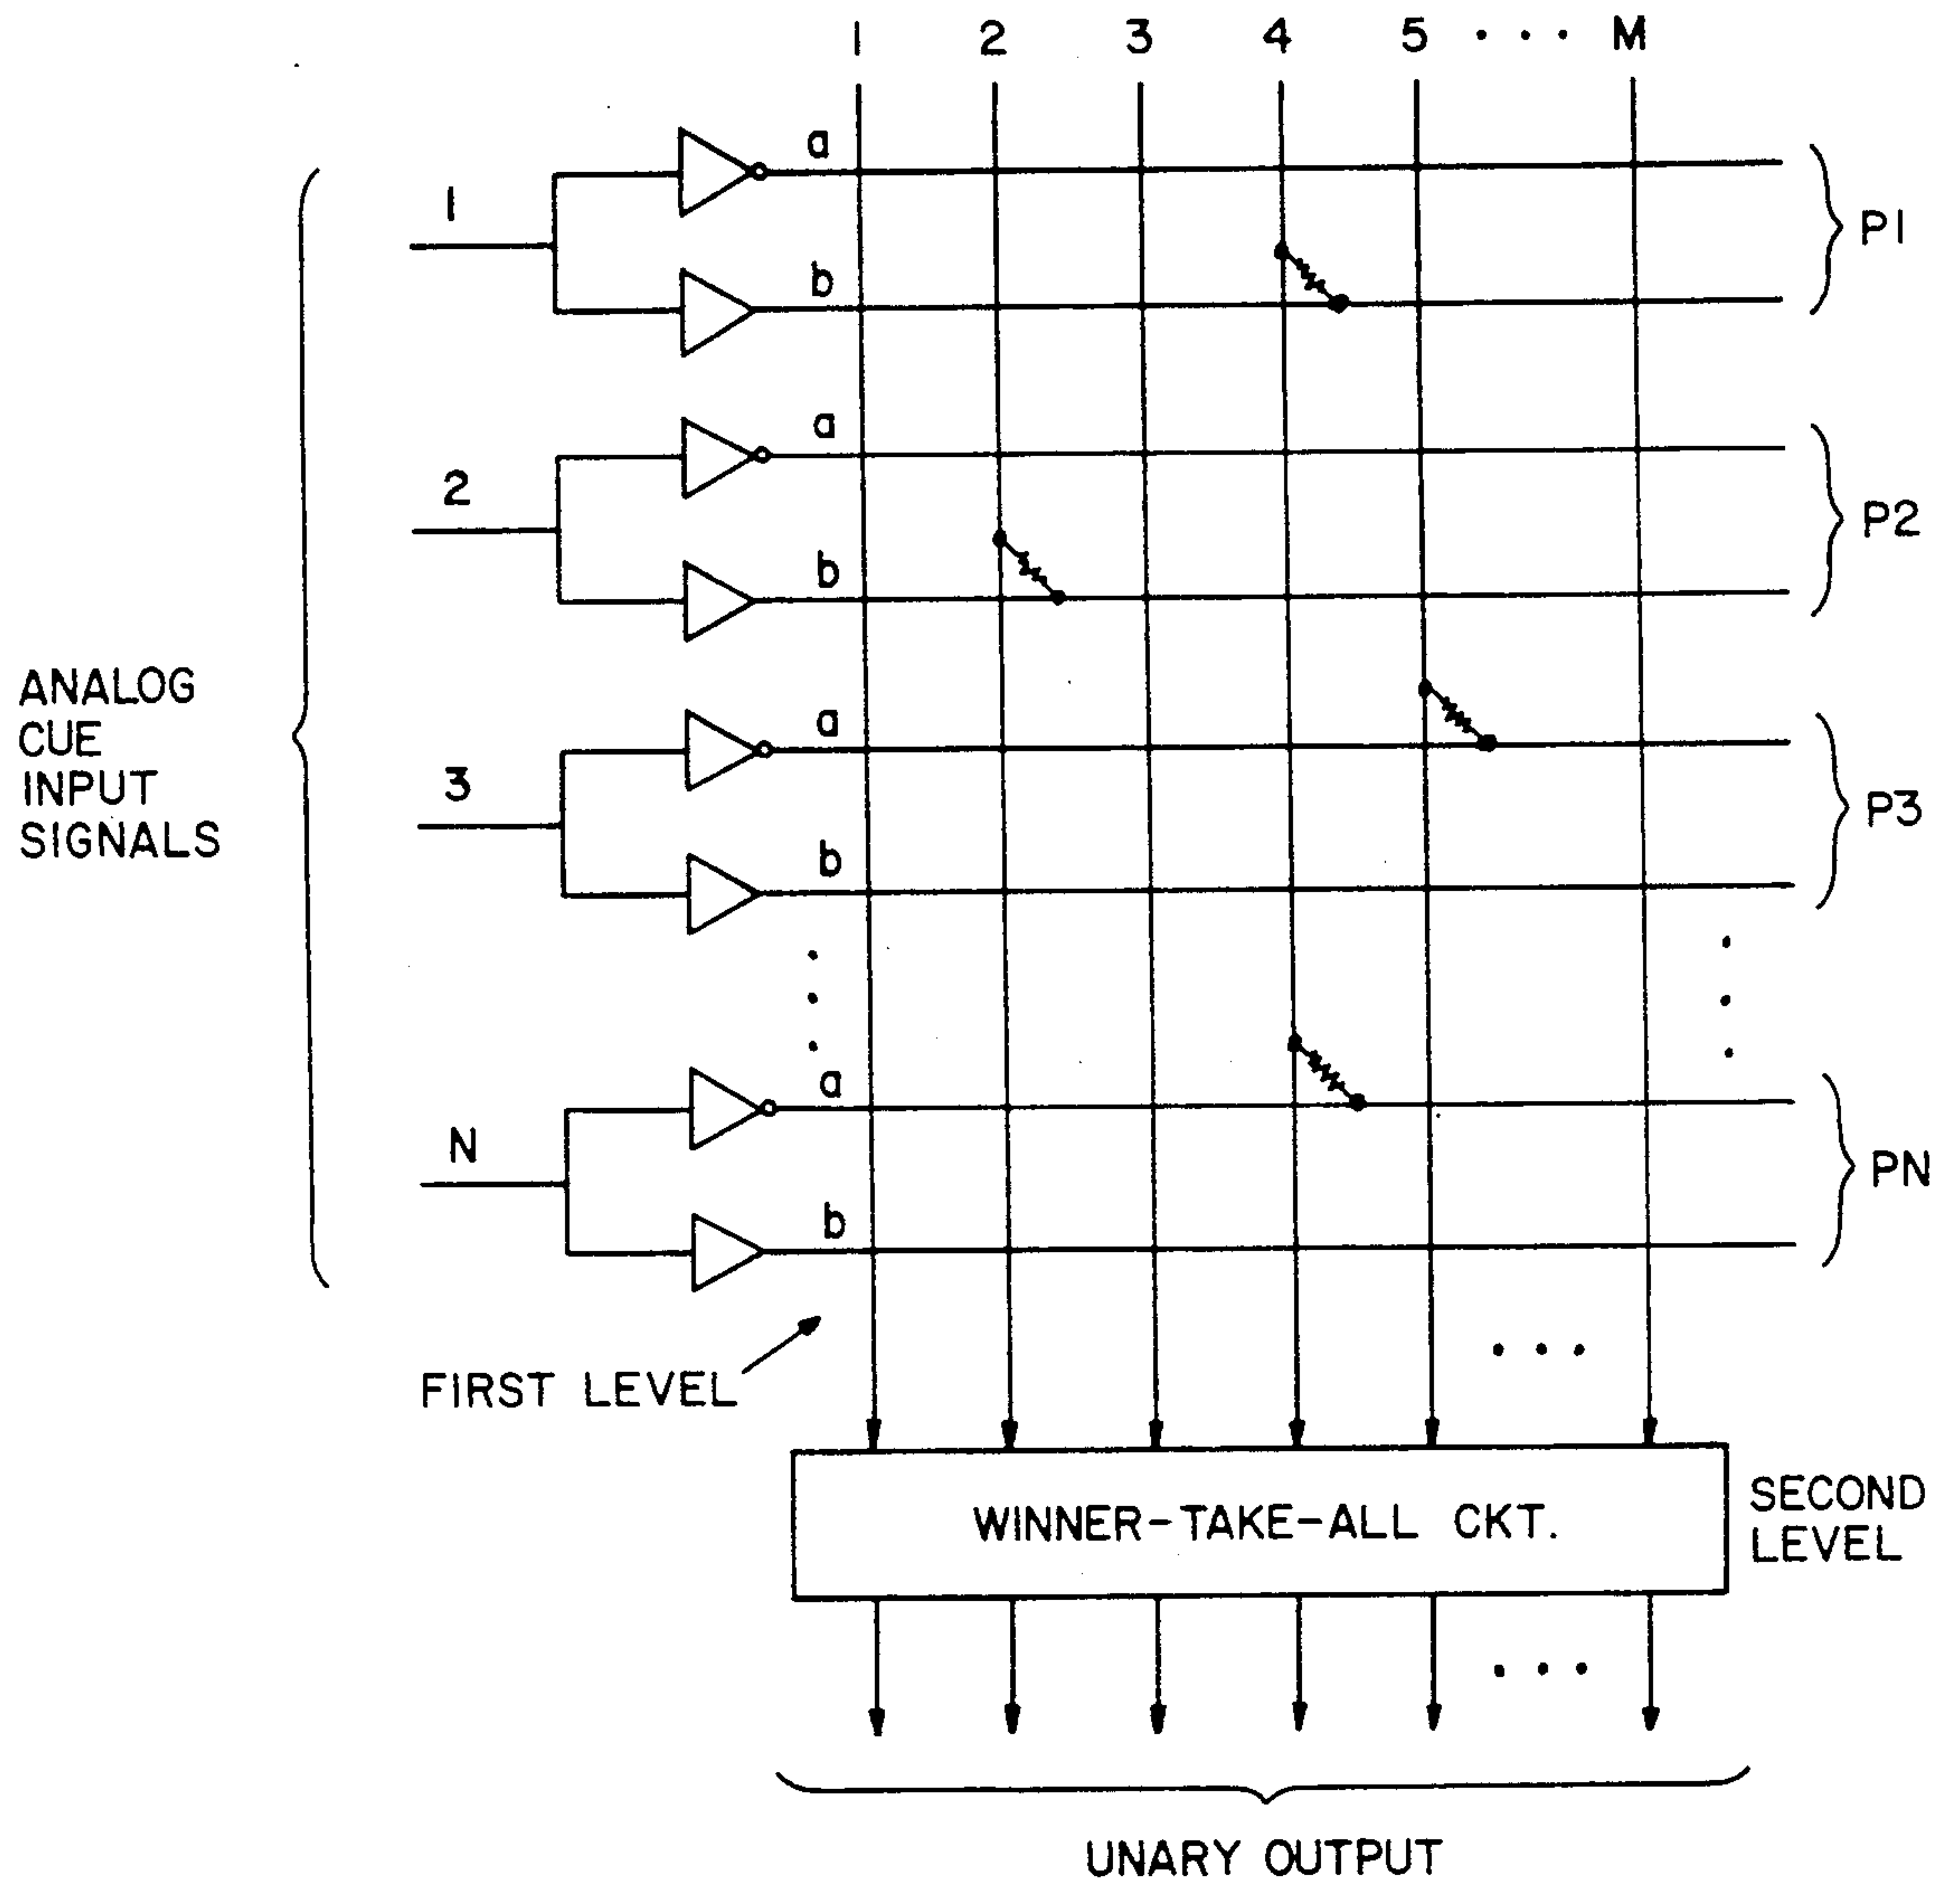 1 2 3 4 5 ... M
a
1
b
P1
a
2
b
P2
ANALOG
CUE
INPUT
SIGNALS
a
3
b
P3
a
N
b
PN
FIRST LEVEL
WINNER-TAKE-ALL CKT.
SECOND
LEVEL
UNARY OUTPUT